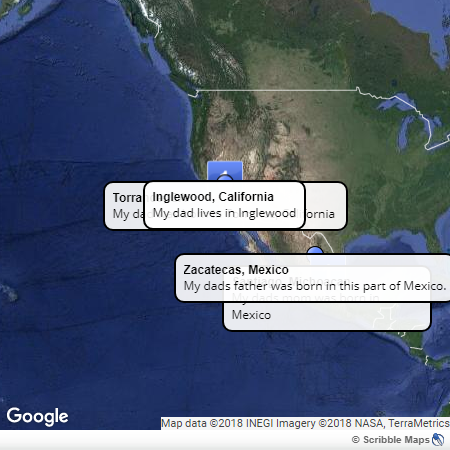 Inglewood, California
Torra
My dad lives in Inglewood
My da
ornia
Zacatecas, Mexico
My dads father was born in this part of Mexico.
Mexico
Google
Map data ©2018 INEGI Imagery ©2018 NASA, TerraMetrics
© Scribble Maps